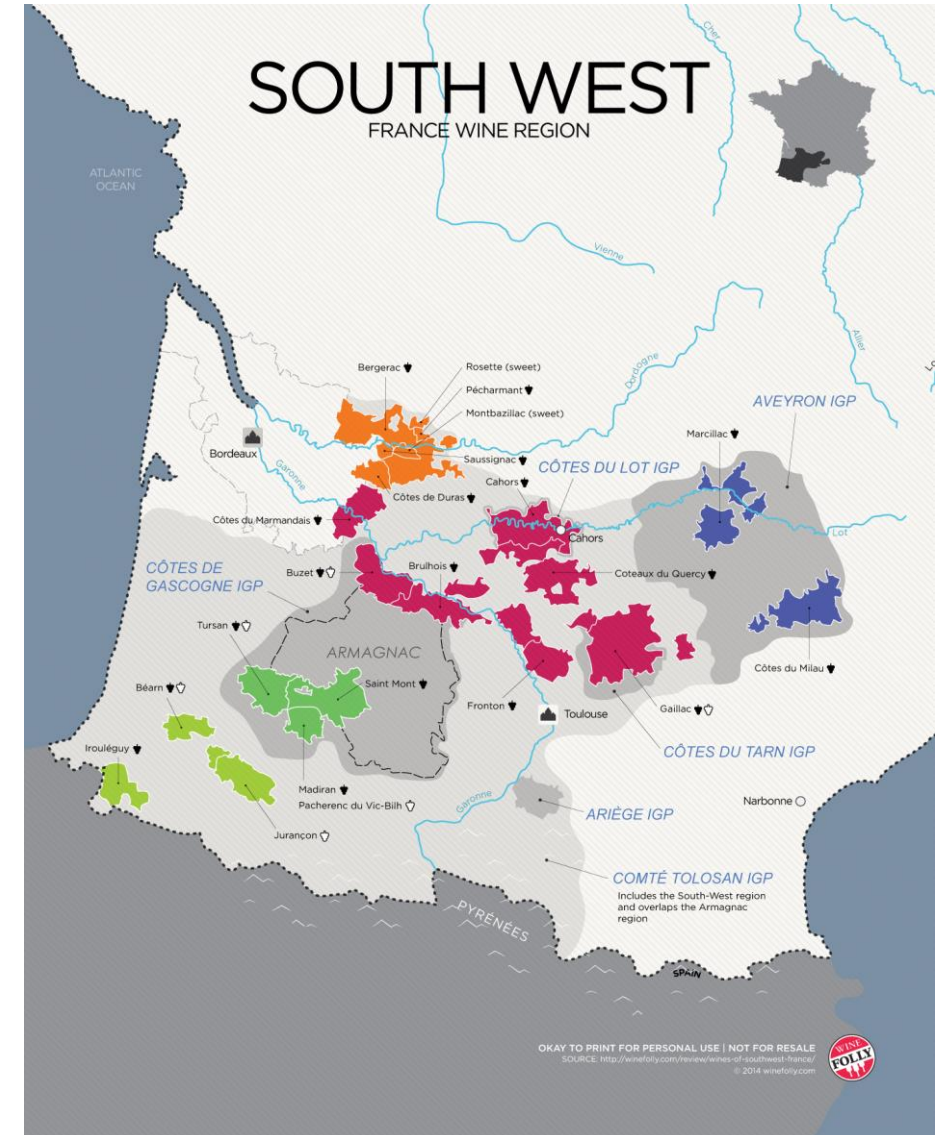 SOUTH WEST
FRANCE WINE REGION
Cher
ATLANTIC
OCEAN
Vienne
Allier
Dordogne
Bergerac
Rosette (sweet)
Pécharmant
Montbazillac (sweet)
AVEYRON IGP
Marcillac
Bordeaux
Saussignac
CÔTES DU LOT IGP
Garonne
Cahors
Côtes de Duras
Côtes du Marmandais
Cahors
Lot
CÔTES DE
GASCOGNE IGP
Buzet
Brulhois
Coteaux du Quercy
Tursan
ARMAGNAC
Saint Mont
Côtes du Milau
Béarn
Fronton
Toulouse
Gaillac
Irouléguy
CÔTES DU TARN IGP
Madiran
Pacherenc du Vic-Bilh
Garonne
Narbonne
ARIÈGE IGP
Jurançon
COMTÉ TOLOSAN IGP
Includes the South-West region
and overlaps the Armagnac
region
PYRÉNÉES
SPAIN
OKAY TO PRINT FOR PERSONAL USE | NOT FOR RESALE
SOURCE: http://winefolly.com/review/wines-of-southwest-france/
© 2014 winefolly.com
WINE
FOLLY